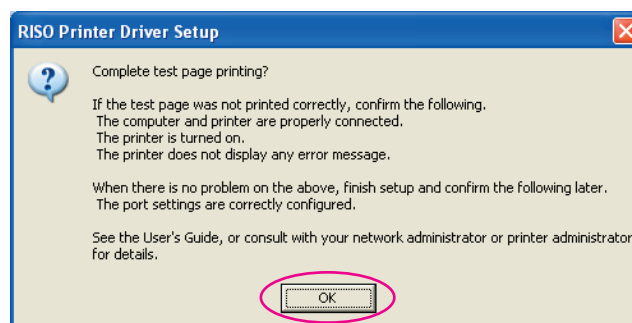 RISO Printer Driver Setup
Complete test page printing?
If the test page was not printed correctly, confirm the following.
The computer and printer are properly connected.
The printer is turned on.
The printer does not display any error message.
When there is no problem on the above, finish setup and confirm the following later.
The port settings are correctly configured.
See the User's Guide, or consult with your network administrator or printer administrator
for details.
OK